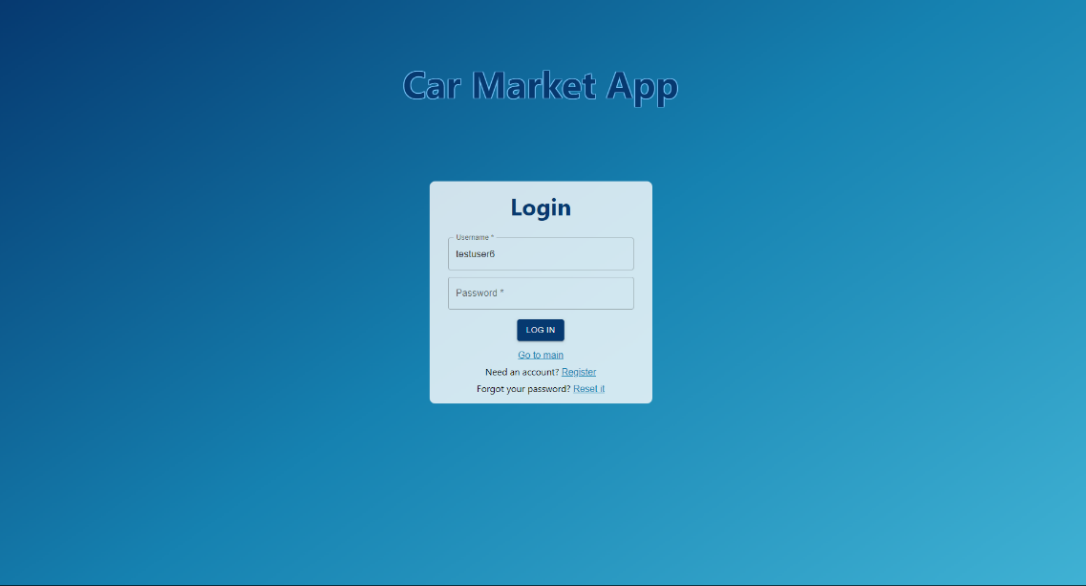 Car Market App
Login
Username *
testuser6
Password *
LOG IN
Go to main
Need an account? Register
Forgot your password? Reset it